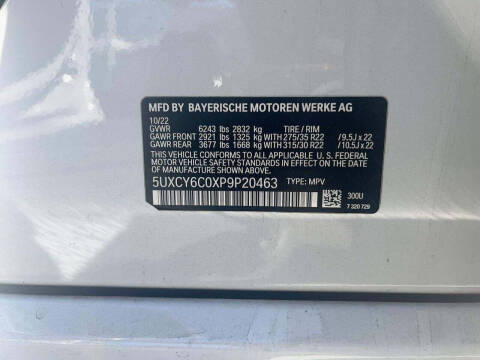 MFD BY BAYERISCHE MOTOREN WERKE AG
10/22
GVWR 6243 lbs 2832 kg TIRE / RIM
GAWR FRONT 2921 lbs 1325 kg WITH 275/35 R22 / 9.5J x 22
GAWR REAR 3677 lbs 1668 kg WITH 315/30 R22 / 10.5J x 22
THIS VEHICLE CONFORMS TO ALL APPLICABLE U. S. FEDERAL
MOTOR VEHICLE SAFETY STANDARDS IN EFFECT ON THE DATE
OF MANUFACTURE SHOWN ABOVE.
5UXCY6C0XP9P20463 TYPE: MPV
300U
7 320 729